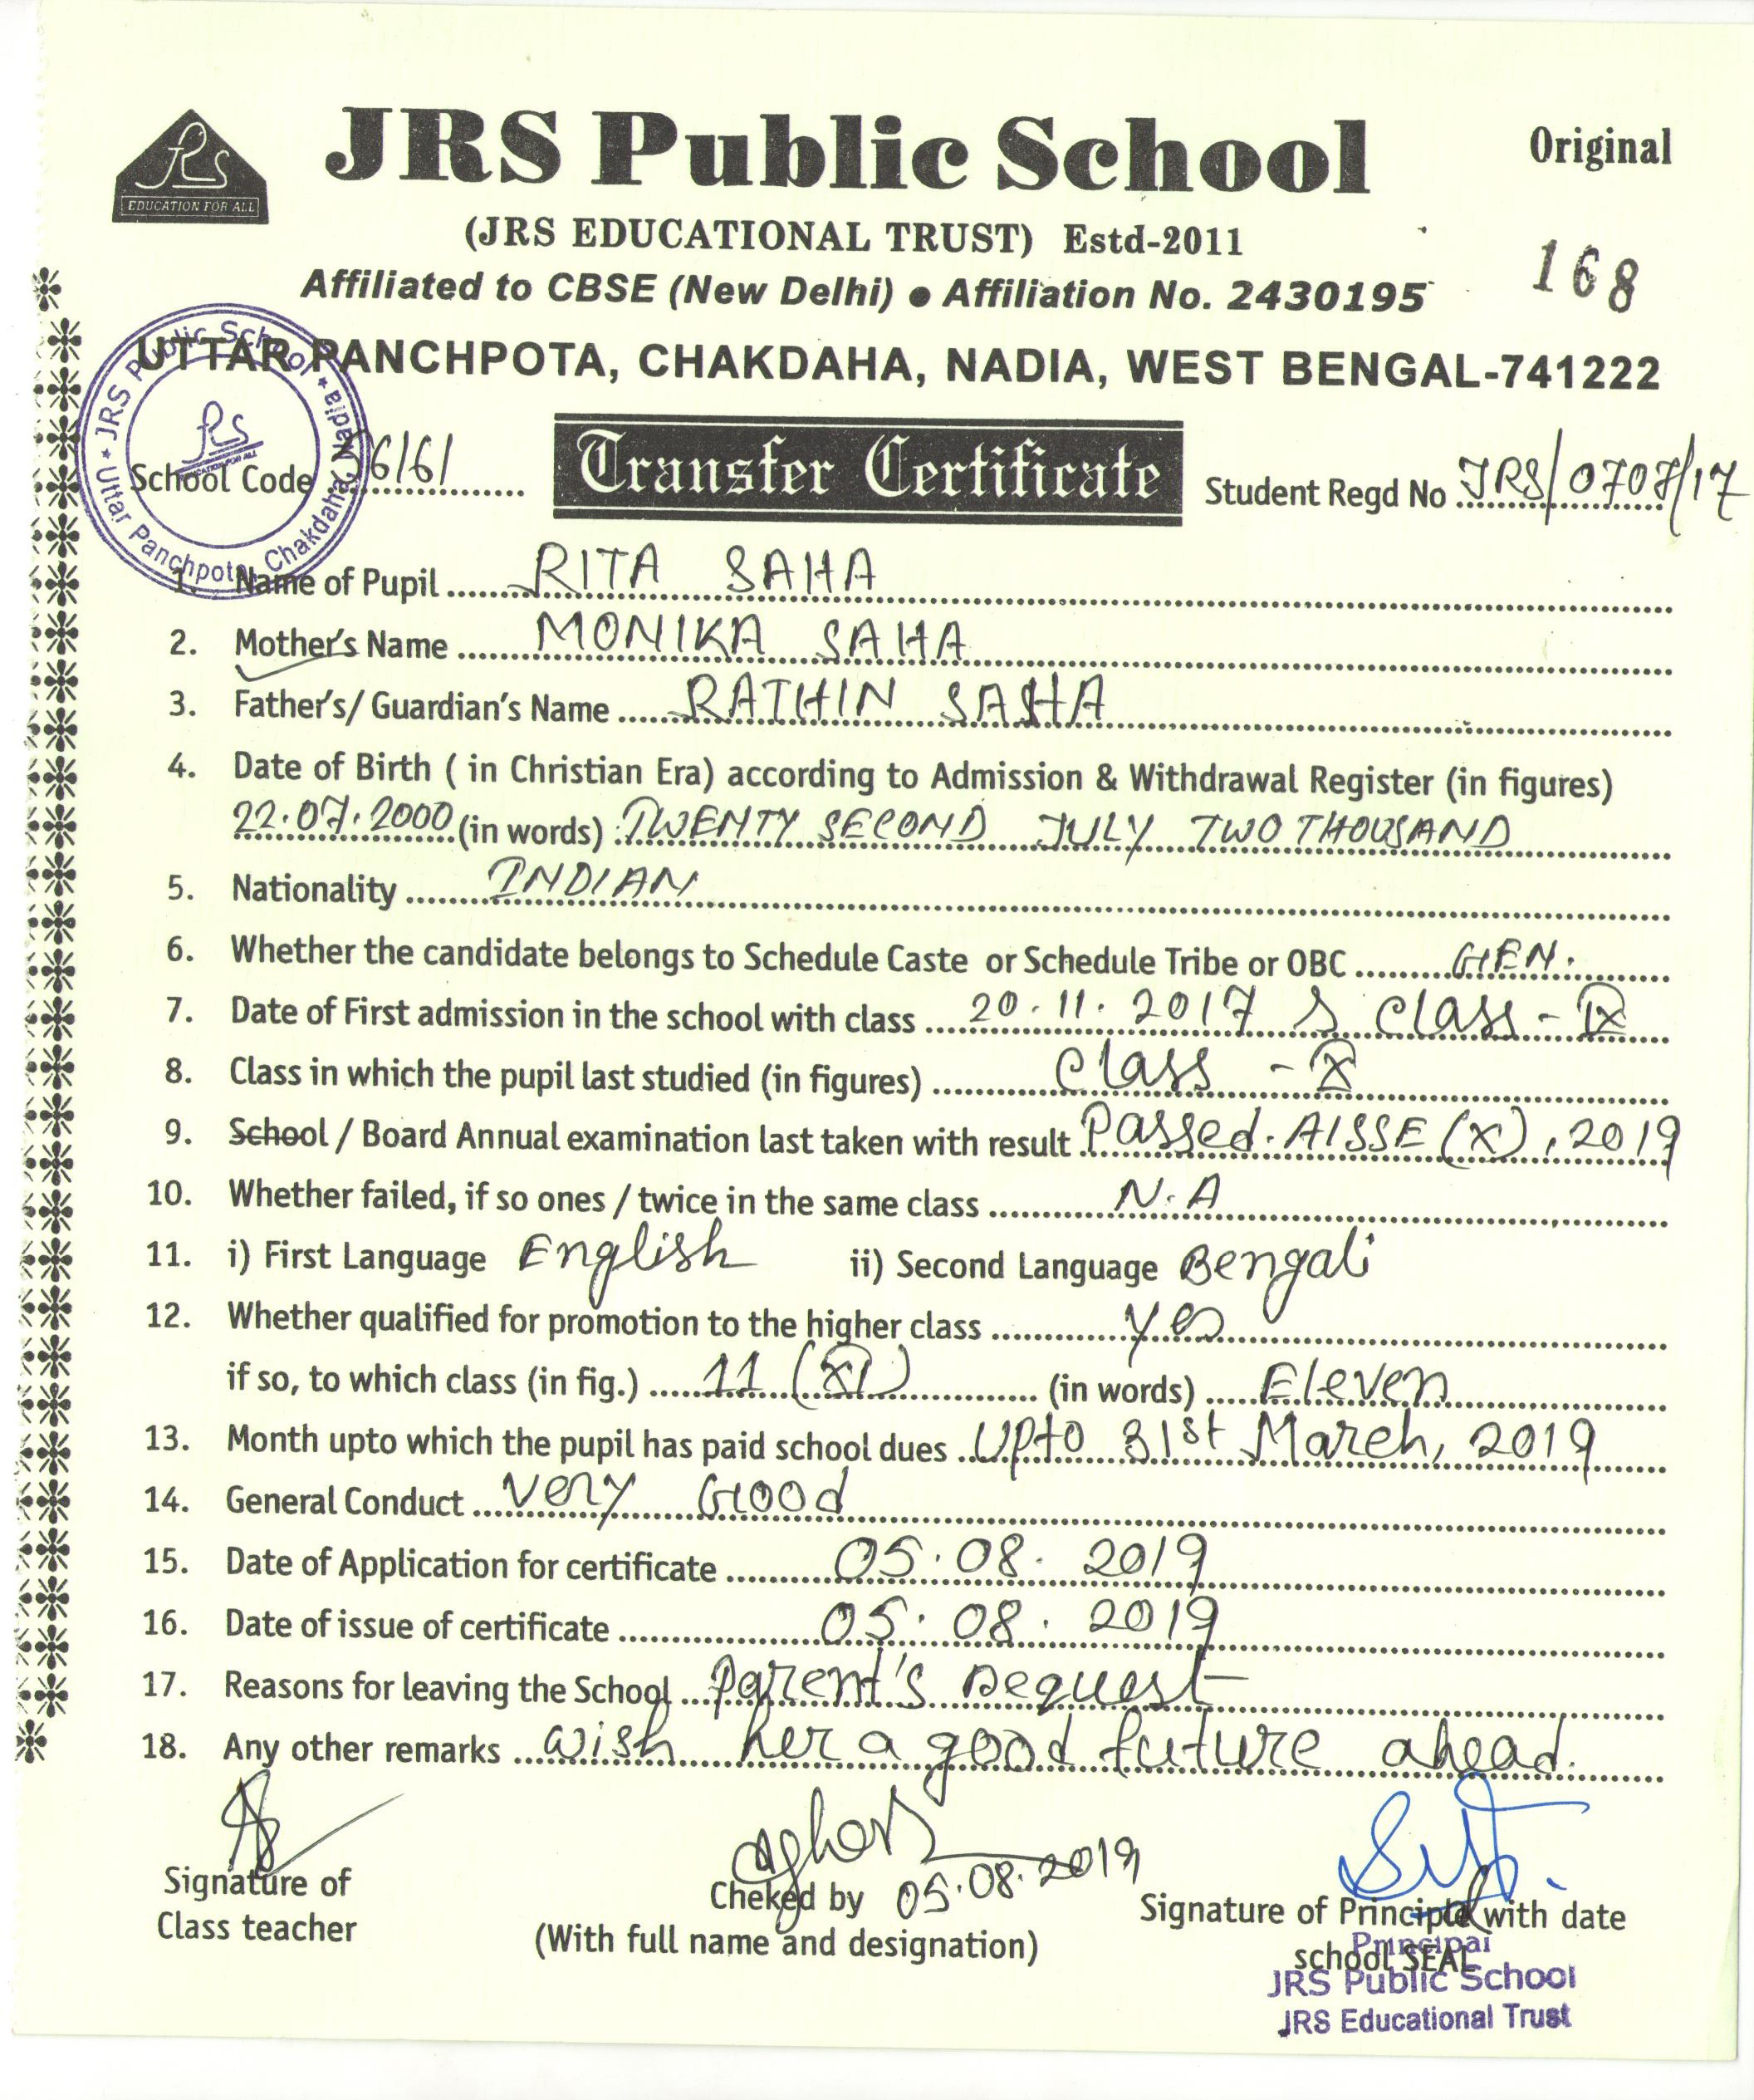 JRS Public School
Original
EDUCATION FOR ALL
(JRS EDUCATIONAL TRUST) Estd-2011
168
Affiliated to CBSE (New Delhi) ● Affiliation No. 2430195
UTTAR PANCHPOTA, CHAKDAHA, NADIA, WEST BENGAL-741222
JRS Public School * Uttar Panchpota, Chakdaha, Nadia *
School Code
Transfer Certificate
Student Regd No JRS/0707/17
1. Name of Pupil RITA SAHA
2. Mother's Name MONIKA SAHA
3. Father's/ Guardian's Name RATHIN SAHA
4. Date of Birth ( in Christian Era) according to Admission & Withdrawal Register (in figures)
22.07.2000 (in words) TWENTY SECOND JULY TWO THOUSAND
5. Nationality INDIAN
6. Whether the candidate belongs to Schedule Caste or Schedule Tribe or OBC GEN.
7. Date of First admission in the school with class 20.11.2017 Class - IX
8. Class in which the pupil last studied (in figures) Class - X
9. School / Board Annual examination last taken with result Passed. AISSE (X), 2019
10. Whether failed, if so ones / twice in the same class N.A
11. i) First Language English ii) Second Language Bengali
12. Whether qualified for promotion to the higher class yes
if so, to which class (in fig.) 11 (XI) (in words) Eleven
13. Month upto which the pupil has paid school dues Upto 31st March, 2019
14. General Conduct Very Good
15. Date of Application for certificate 05.08.2019
16. Date of issue of certificate 05.08.2019
17. Reasons for leaving the School Parent's Request
18. Any other remarks Wish her a good future ahead.
Signature of
Class teacher
Cheked by 05.08.2019
(With full name and designation)
Signature of Principal with date
school SEAL
Principal
JRS Public School
JRS Educational Trust